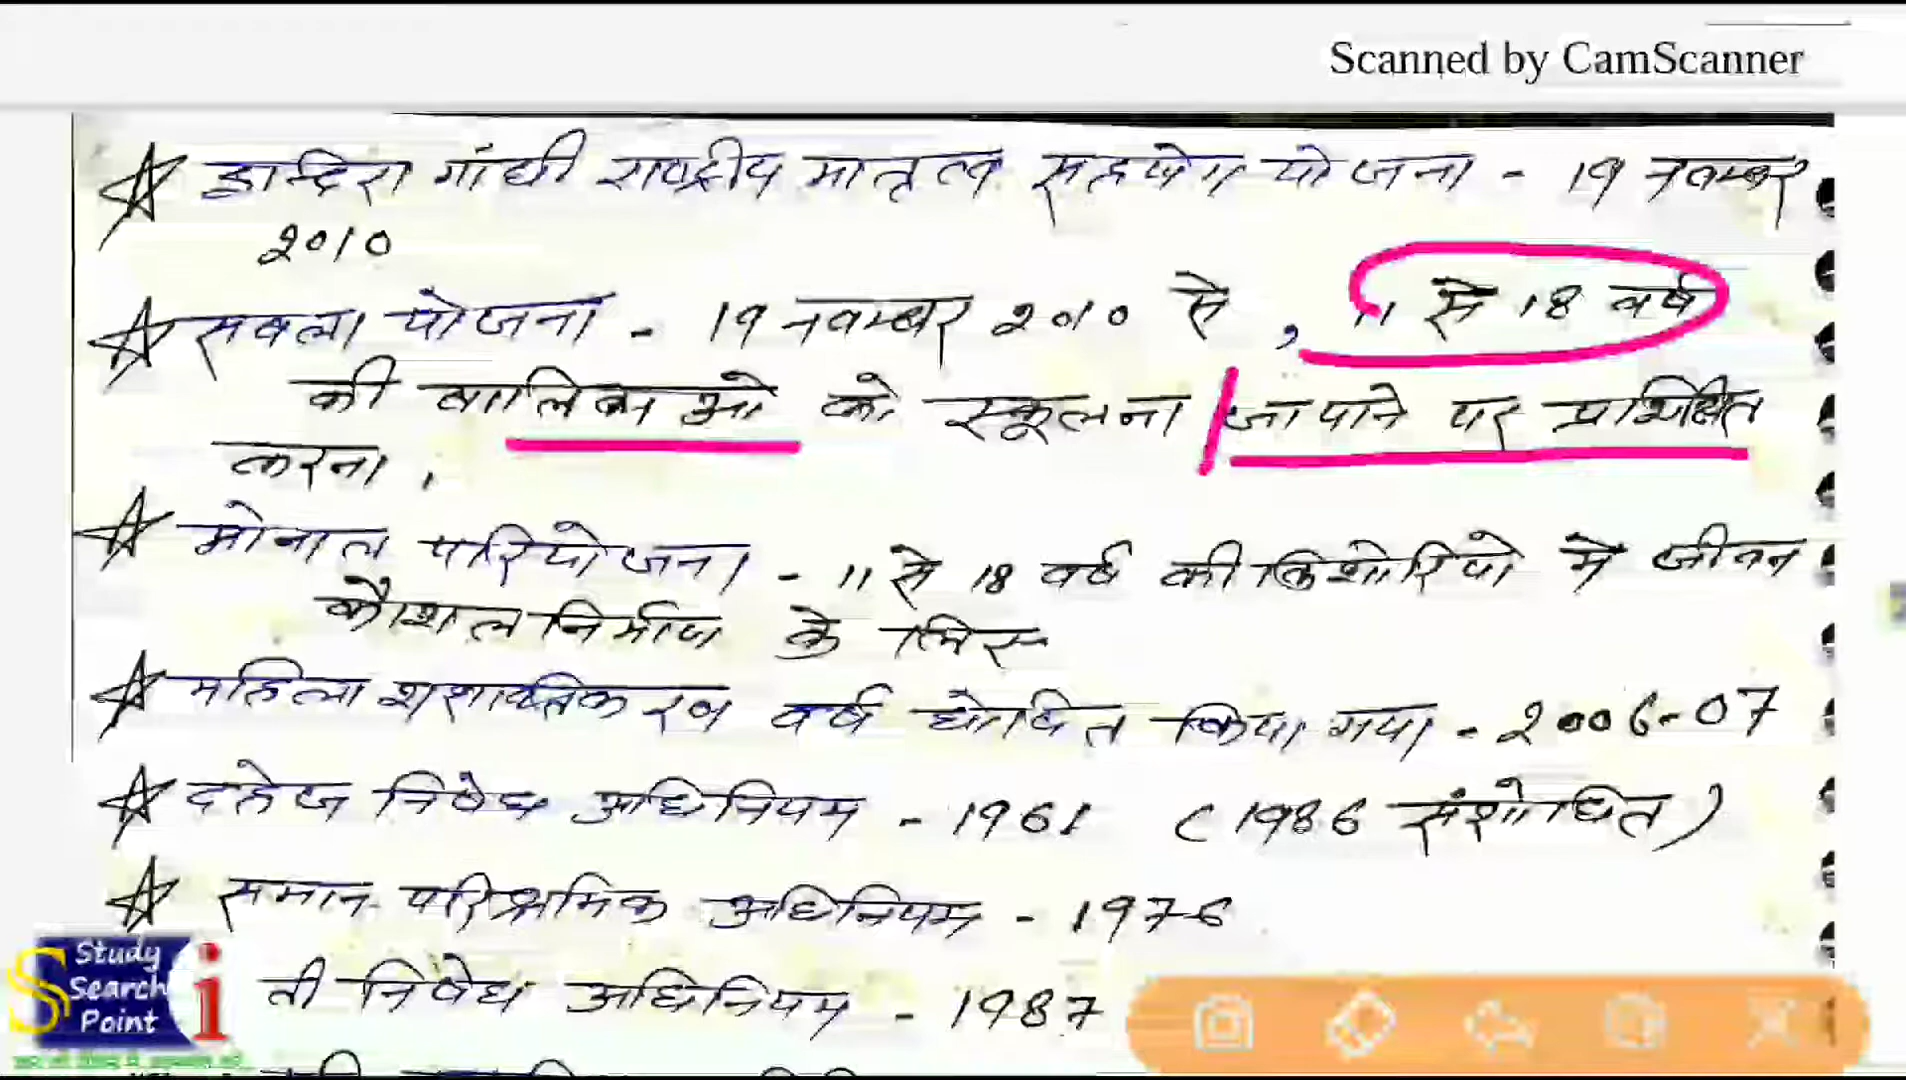 Scanned by CamScanner
इन्दिरा गांधी राष्ट्रीय मातृत्व सहयोग योजना - 19 नवम्बर
2010
सबला योजना - 19 नवम्बर 2010 से , 11 से 18 वर्ष
की बालिकाओ को स्कूल ना जा पाने पर प्रशिक्षित
करना ,
मोनाल परियोजना - 11 से 18 वर्ष की किशोरियो मे जीवन
कौशल निर्माण के लिए
महिला शशक्तिकरण वर्ष घोषित किया गया - 2006-07
दहेज निषेध अधिनियम - 1961 (1986 संशोधित)
समान परिश्रमिक अधिनियम - 1976
ती निषेध अधिनियम - 1987
Study
Search
Point